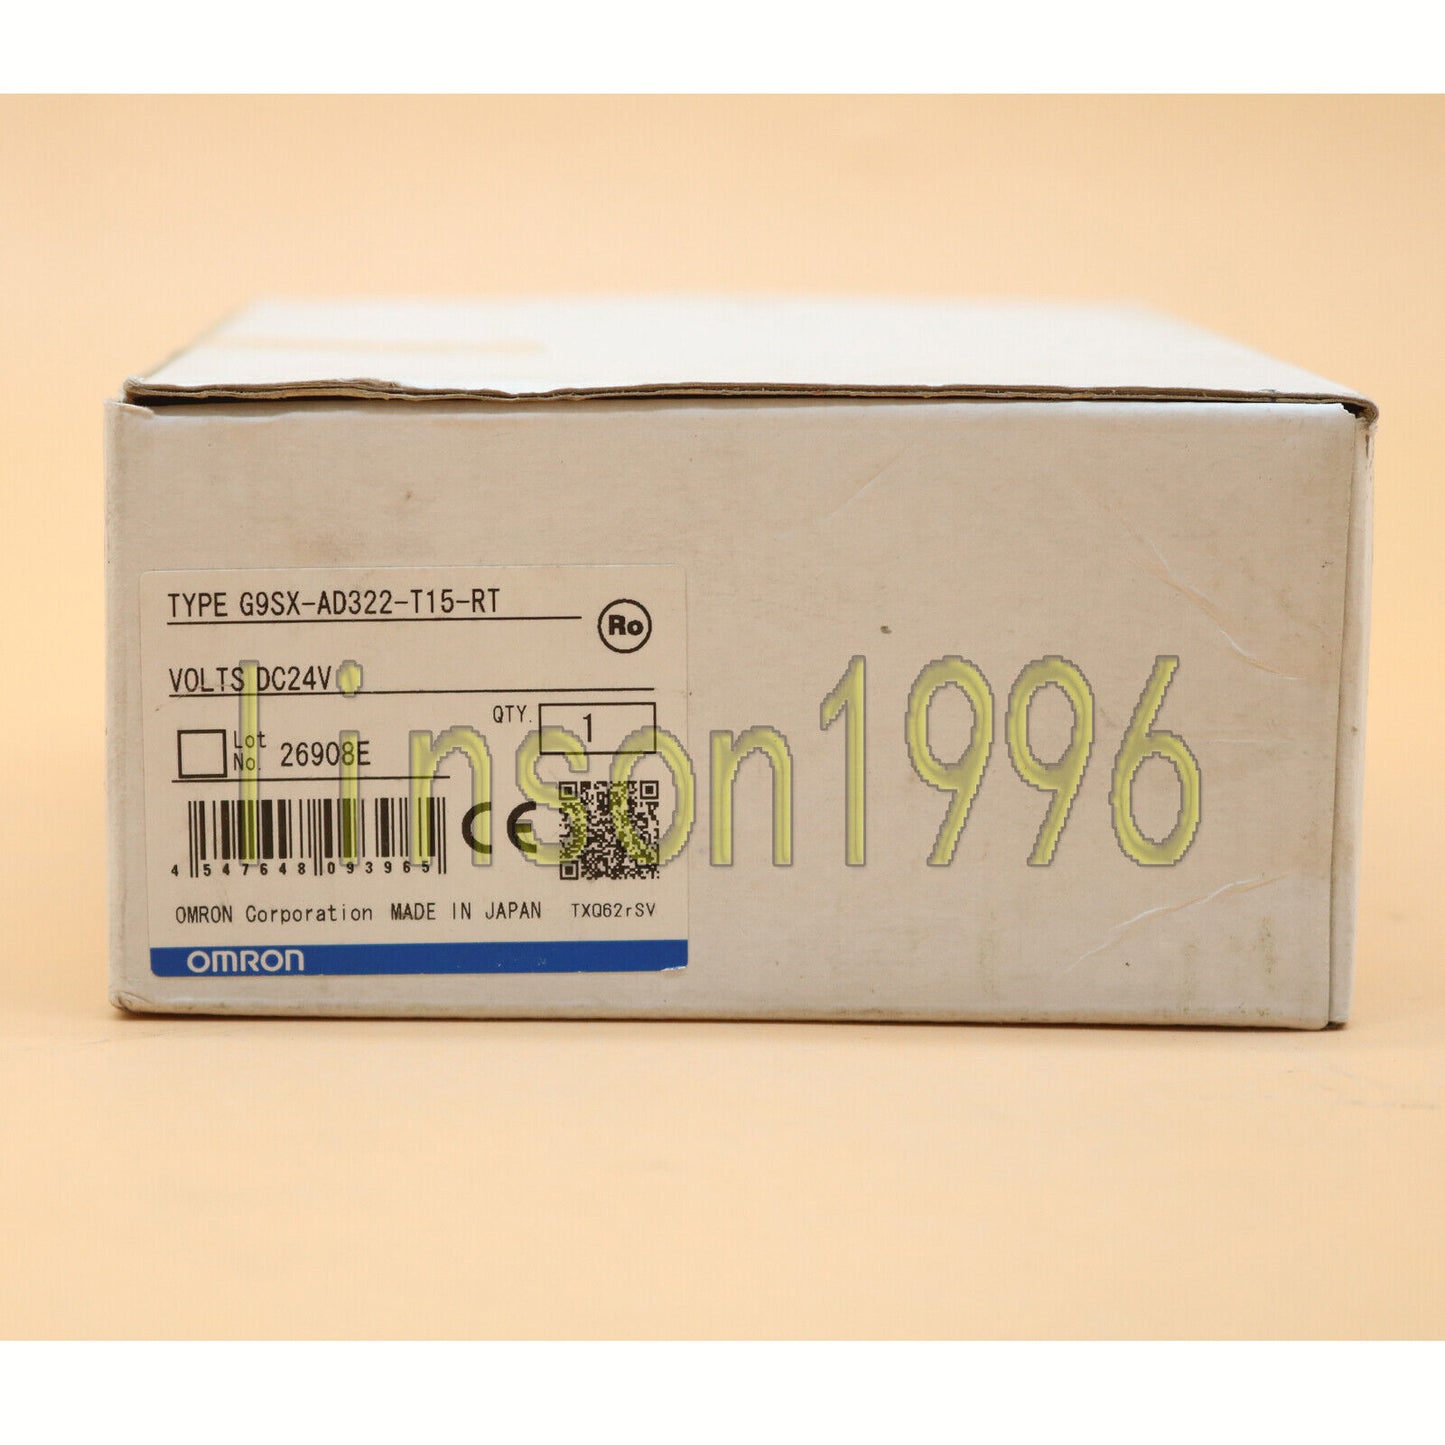 TYPE G9SX-AD322-T15-RT
Ro
VOLTS DC24V
QTY. 1
Lot No. 26908E
4 547648 093965
CE
OMRON Corporation MADE IN JAPAN TXQ62rSV
OMRON
linson1996